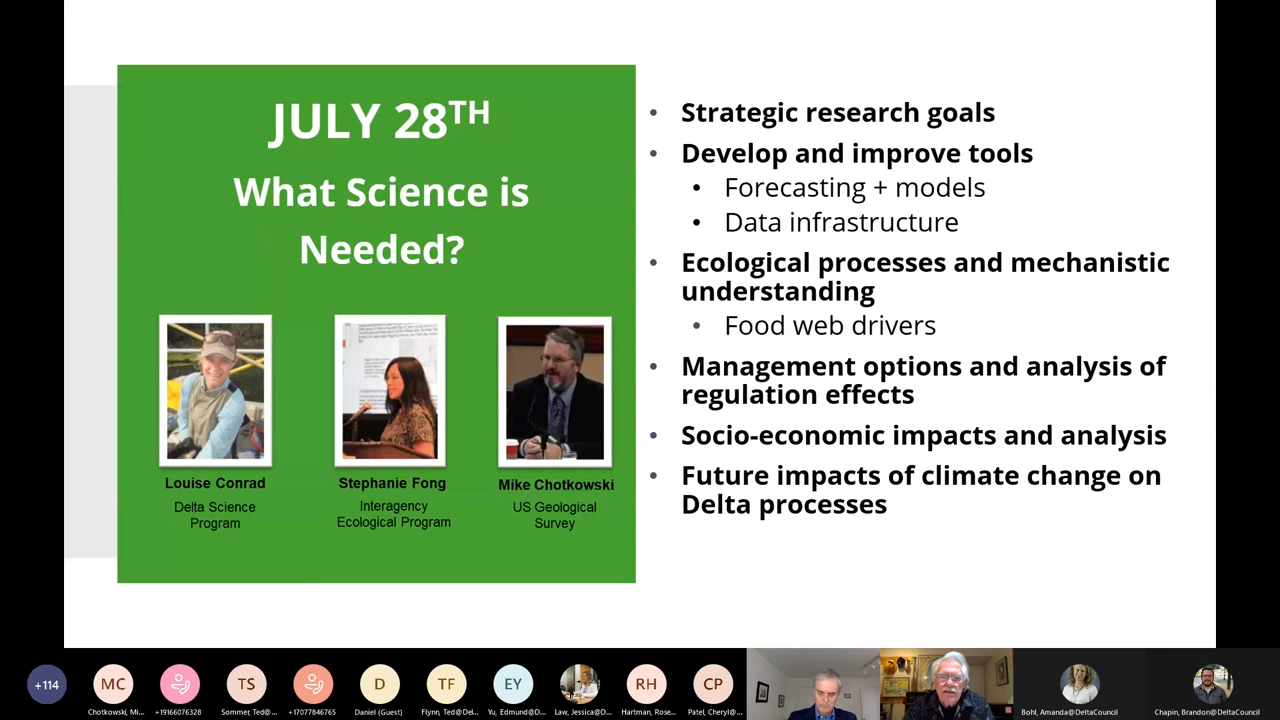 JULY 28TH
What Science is
Needed?
Louise Conrad
Delta Science
Program
Stephanie Fong
Interagency
Ecological Program
Mike Chotkowski
US Geological
Survey
• Strategic research goals
• Develop and improve tools
• Forecasting + models
• Data infrastructure
• Ecological processes and mechanistic
understanding
• Food web drivers
• Management options and analysis of
regulation effects
• Socio-economic impacts and analysis
• Future impacts of climate change on
Delta processes
+114
MC
Chotkowski, Mi...
+19166076328
TS
Sommer, Ted@...
+17077846765
D
Daniel (Guest)
TF
Flynn, Ted@Del...
EY
Yu, Edmund@D...
Law, Jessica@D...
RH
Hartman, Rose...
CP
Patel, Cheryl@...
Bohl, Amanda@DeltaCouncil
Chapin, Brandon@DeltaCouncil